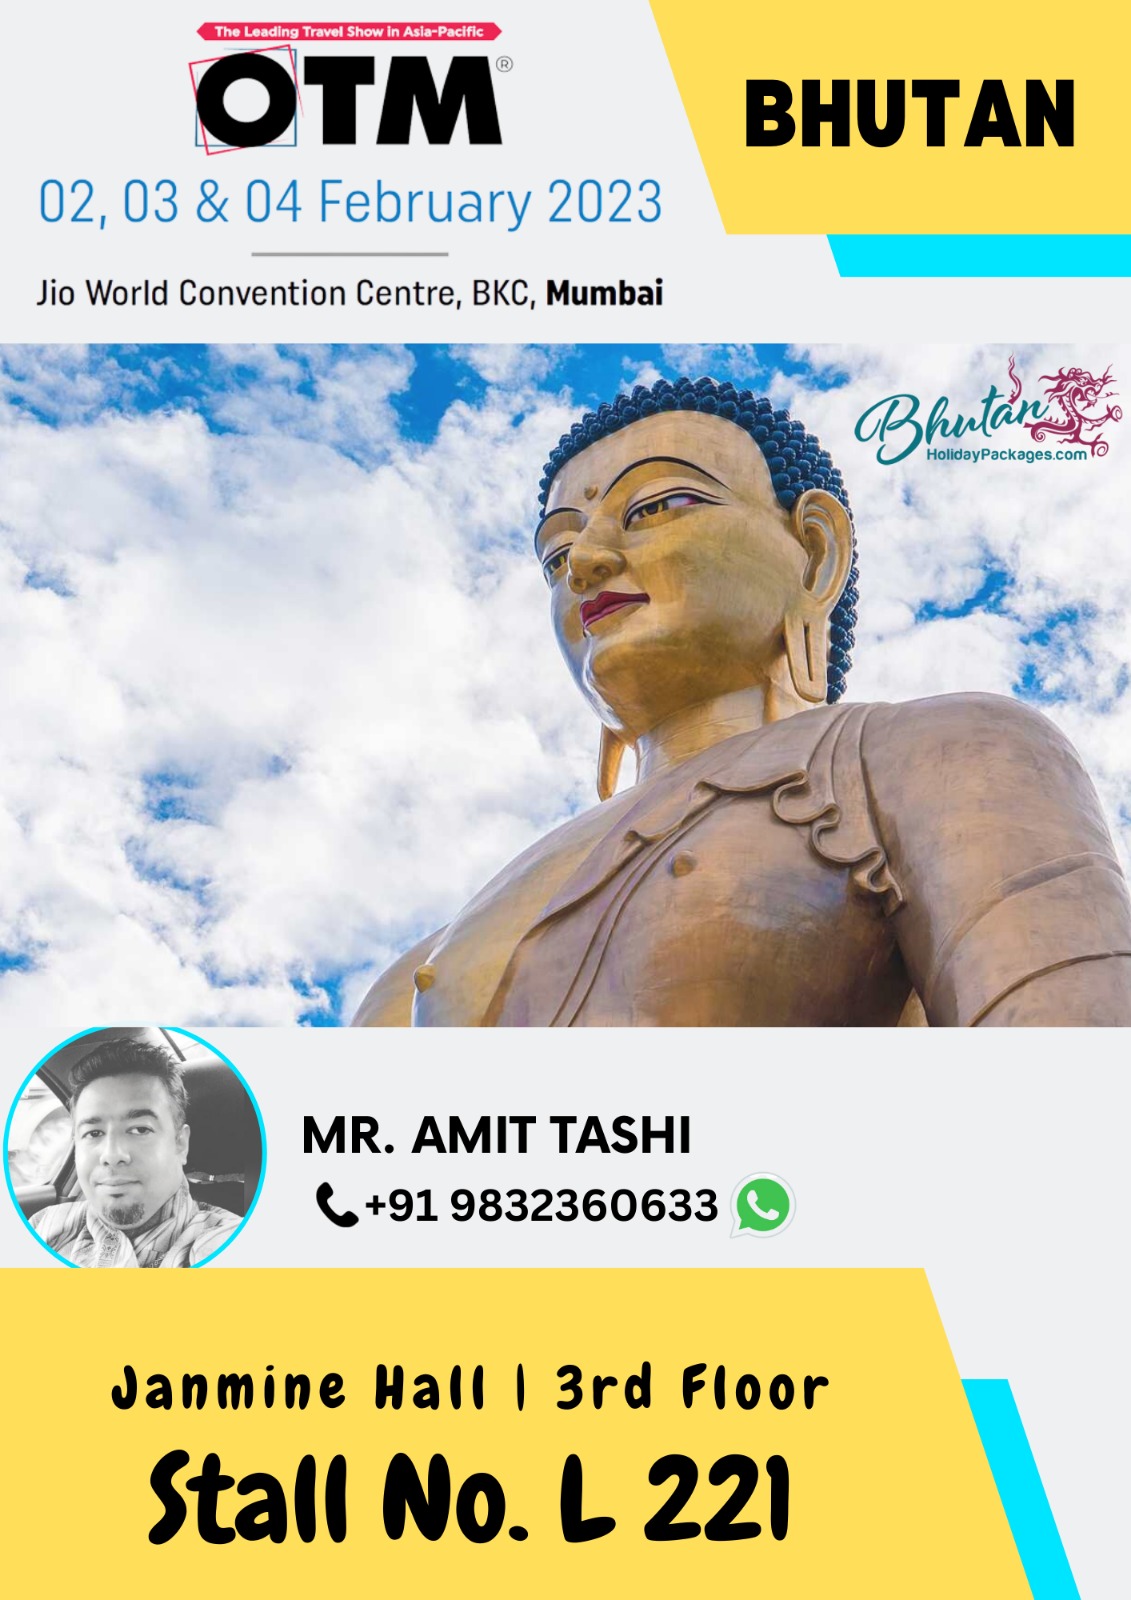 The Leading Travel Show in Asia-Pacific
OTM®
02, 03 & 04 February 2023
Jio World Convention Centre, BKC, Mumbai
BHUTAN
Bhutan
HolidayPackages.com
MR. AMIT TASHI
+91 9832360633
Janmine Hall | 3rd Floor
Stall No. L 221